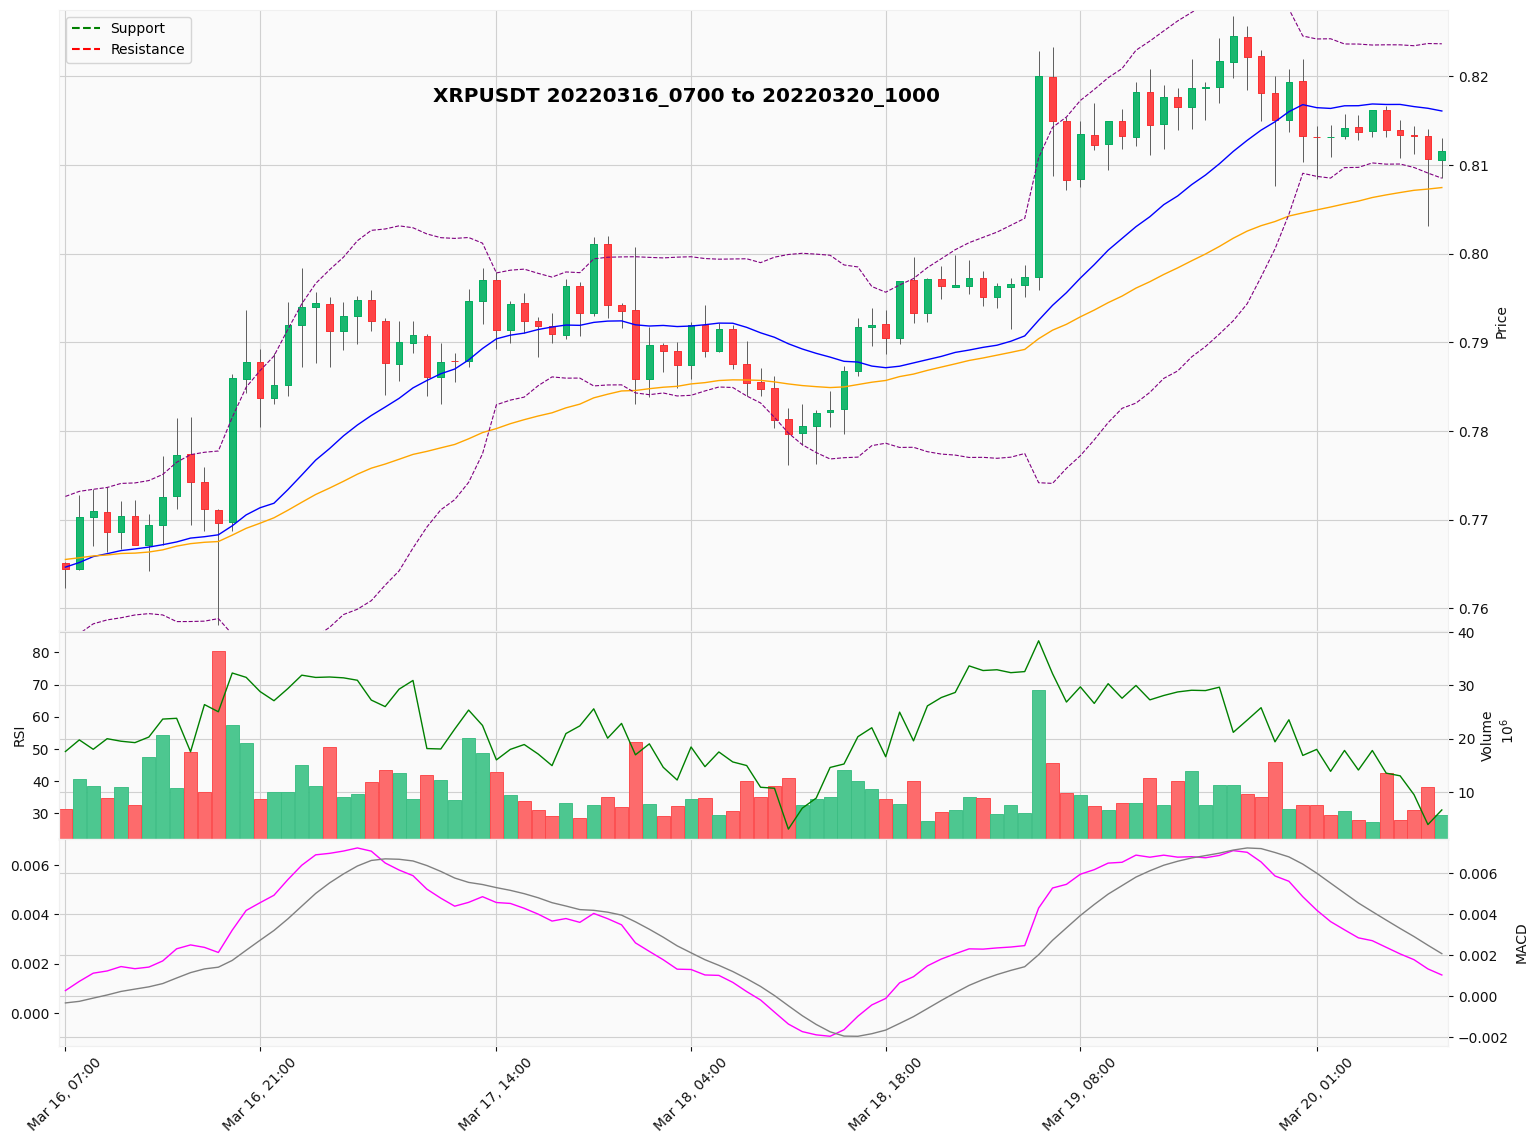 Support
Resistance
XRPUSDT 20220316_0700 to 20220320_1000
0.82
0.81
0.80
0.79
0.78
0.77
0.76
Price
80
70
60
50
40
30
RSI
40
30
20
10
Volume
10^6
0.006
0.004
0.002
0.000
0.006
0.004
0.002
0.000
−0.002
MACD
Mar 16, 07:00
Mar 16, 21:00
Mar 17, 14:00
Mar 18, 04:00
Mar 18, 18:00
Mar 19, 08:00
Mar 20, 01:00